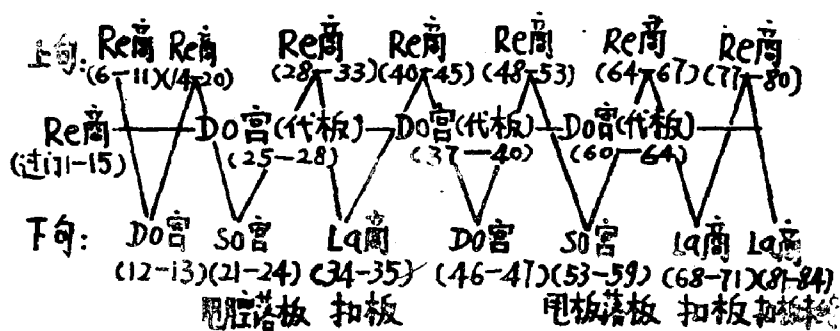 上句: Re商 Re商 Re商 Re商 Re商 Re商 Re商
(6-11)(14-20) (28-33)(40-45)(48-53) (64-67)(77-80)
Re商 Do宫(代板) Do宫(代板) Do宫(代板)
(过门1-15) (25-28) (37-40) (60-64)
下句: Do宫 So宫 La商 Do宫 So宫 La商 La商
(12-13)(21-24) (34-35) (46-47)(53-59) (68-71)(81-84)
甩腔落板 扣板 甩板落板 扣板 扣板